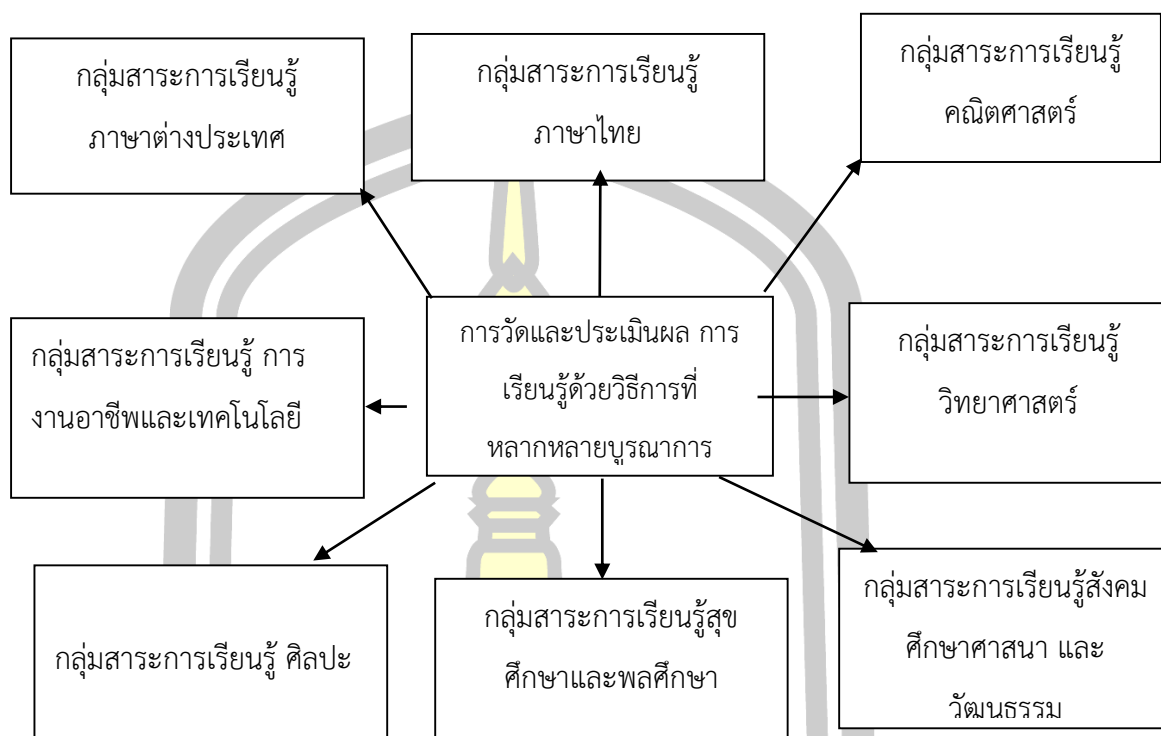 กลุ่มสาระการเรียนรู้
ภาษาต่างประเทศ
กลุ่มสาระการเรียนรู้
ภาษาไทย
กลุ่มสาระการเรียนรู้
คณิตศาสตร์
กลุ่มสาระการเรียนรู้ การ
งานอาชีพและเทคโนโลยี
การวัดและประเมินผล การ
เรียนรู้ด้วยวิธีการที่
หลากหลายบูรณาการ
กลุ่มสาระการเรียนรู้
วิทยาศาสตร์
กลุ่มสาระการเรียนรู้ ศิลปะ
กลุ่มสาระการเรียนรู้สุข
ศึกษาและพลศึกษา
กลุ่มสาระการเรียนรู้สังคม
ศึกษาศาสนา และ
วัฒนธรรม